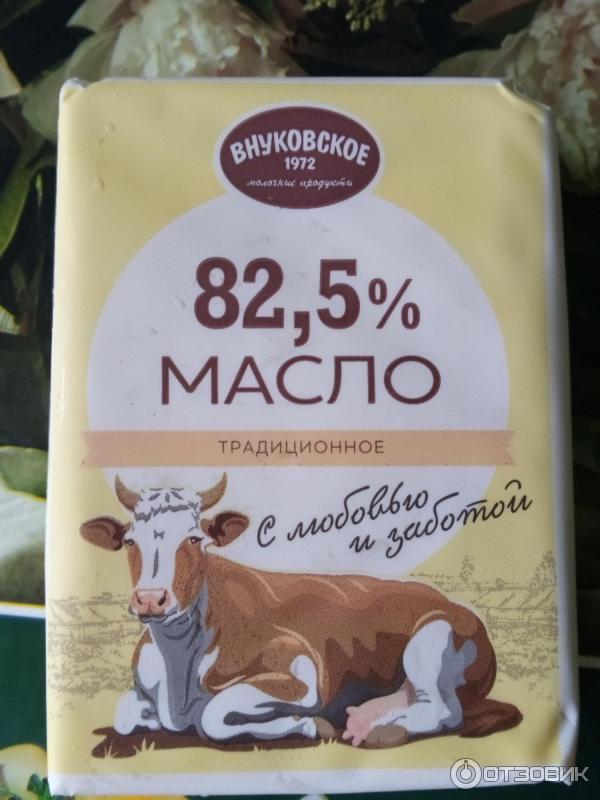 ВНУКОВСКОЕ
1972
молочные продукты
82,5%
МАСЛО
ТРАДИЦИОННОЕ
С любовью
и заботой
ОТЗОВИК